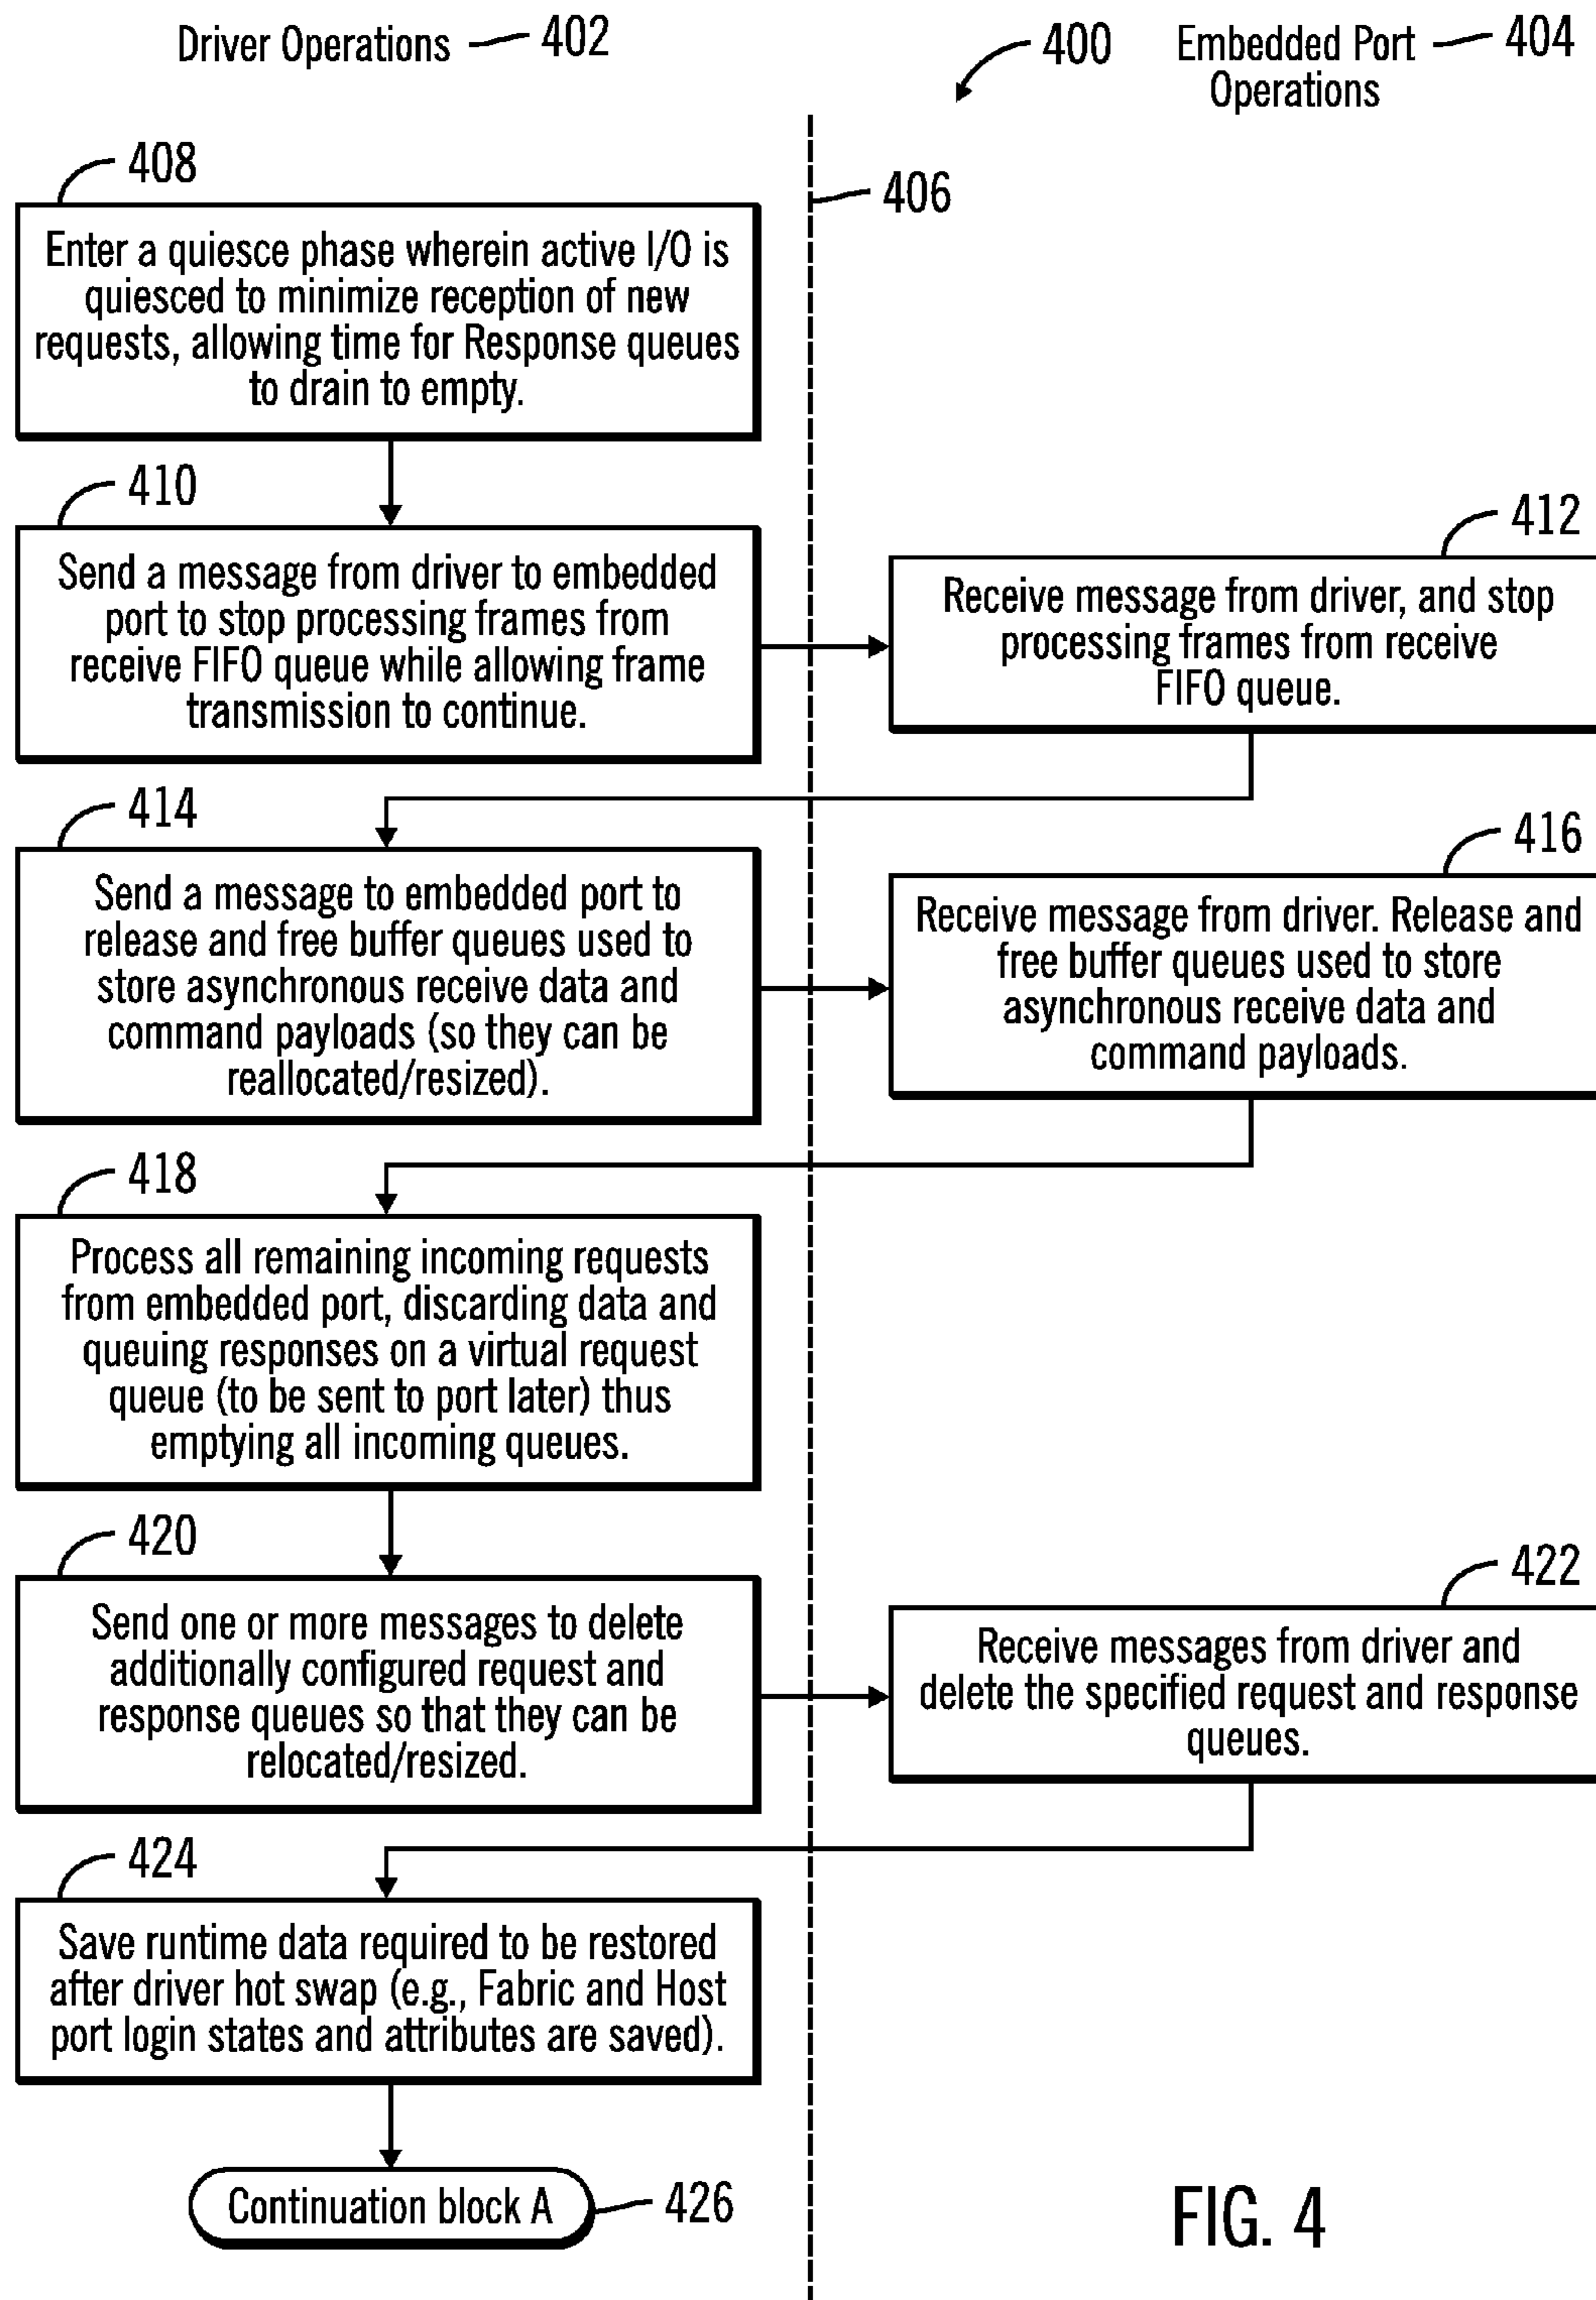 Driver Operations 402
400
Embedded Port 404
Operations
406
408
Enter a quiesce phase wherein active I/O is
quiesced to minimize reception of new
requests, allowing time for Response queues
to drain to empty.
410
Send a message from driver to embedded
port to stop processing frames from
receive FIFO queue while allowing frame
transmission to continue.
412
Receive message from driver, and stop
processing frames from receive
FIFO queue.
414
Send a message to embedded port to
release and free buffer queues used to
store asynchronous receive data and
command payloads (so they can be
reallocated/resized).
416
Receive message from driver. Release and
free buffer queues used to store
asynchronous receive data and
command payloads.
418
Process all remaining incoming requests
from embedded port, discarding data and
queuing responses on a virtual request
queue (to be sent to port later) thus
emptying all incoming queues.
420
Send one or more messages to delete
additionally configured request and
response queues so that they can be
relocated/resized.
422
Receive messages from driver and
delete the specified request and response
queues.
424
Save runtime data required to be restored
after driver hot swap (e.g., Fabric and Host
port login states and attributes are saved).
Continuation block A 426
FIG. 4